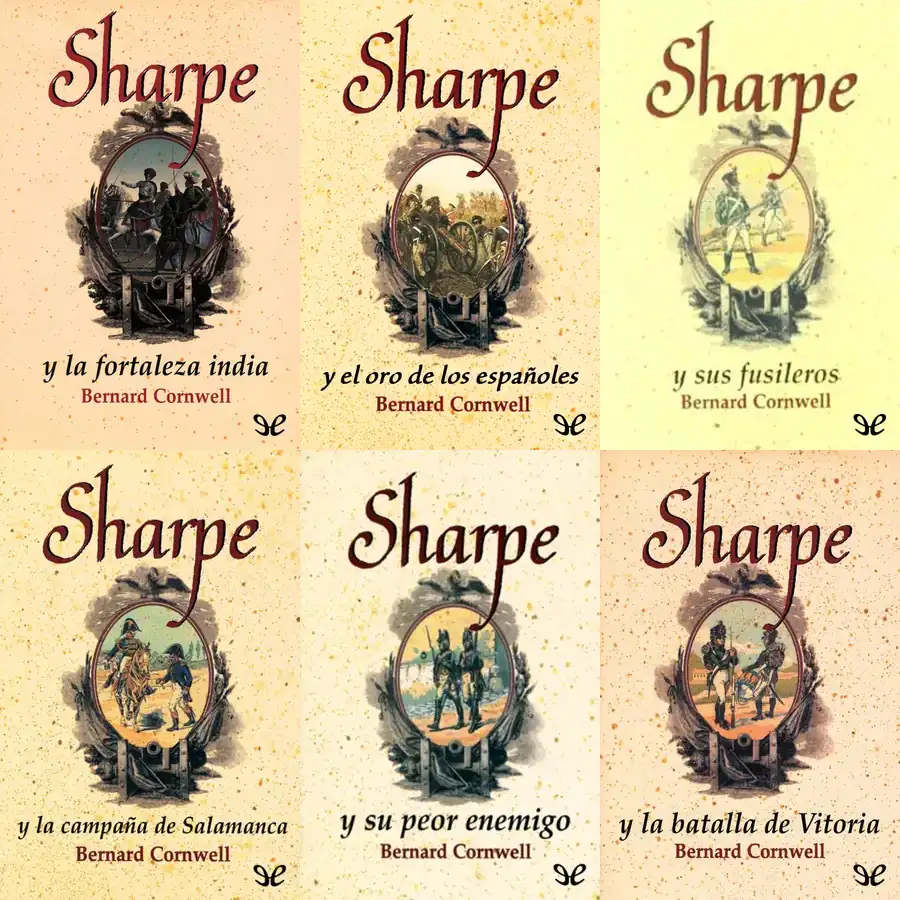 Sharpe
y la fortaleza india
Bernard Cornwell
Sharpe
y el oro de los españoles
Bernard Cornwell
Sharpe
y sus fusileros
Bernard Cornwell
Sharpe
y la campaña de Salamanca
Bernard Cornwell
Sharpe
y su peor enemigo
Bernard Cornwell
Sharpe
y la batalla de Vitoria
Bernard Cornwell